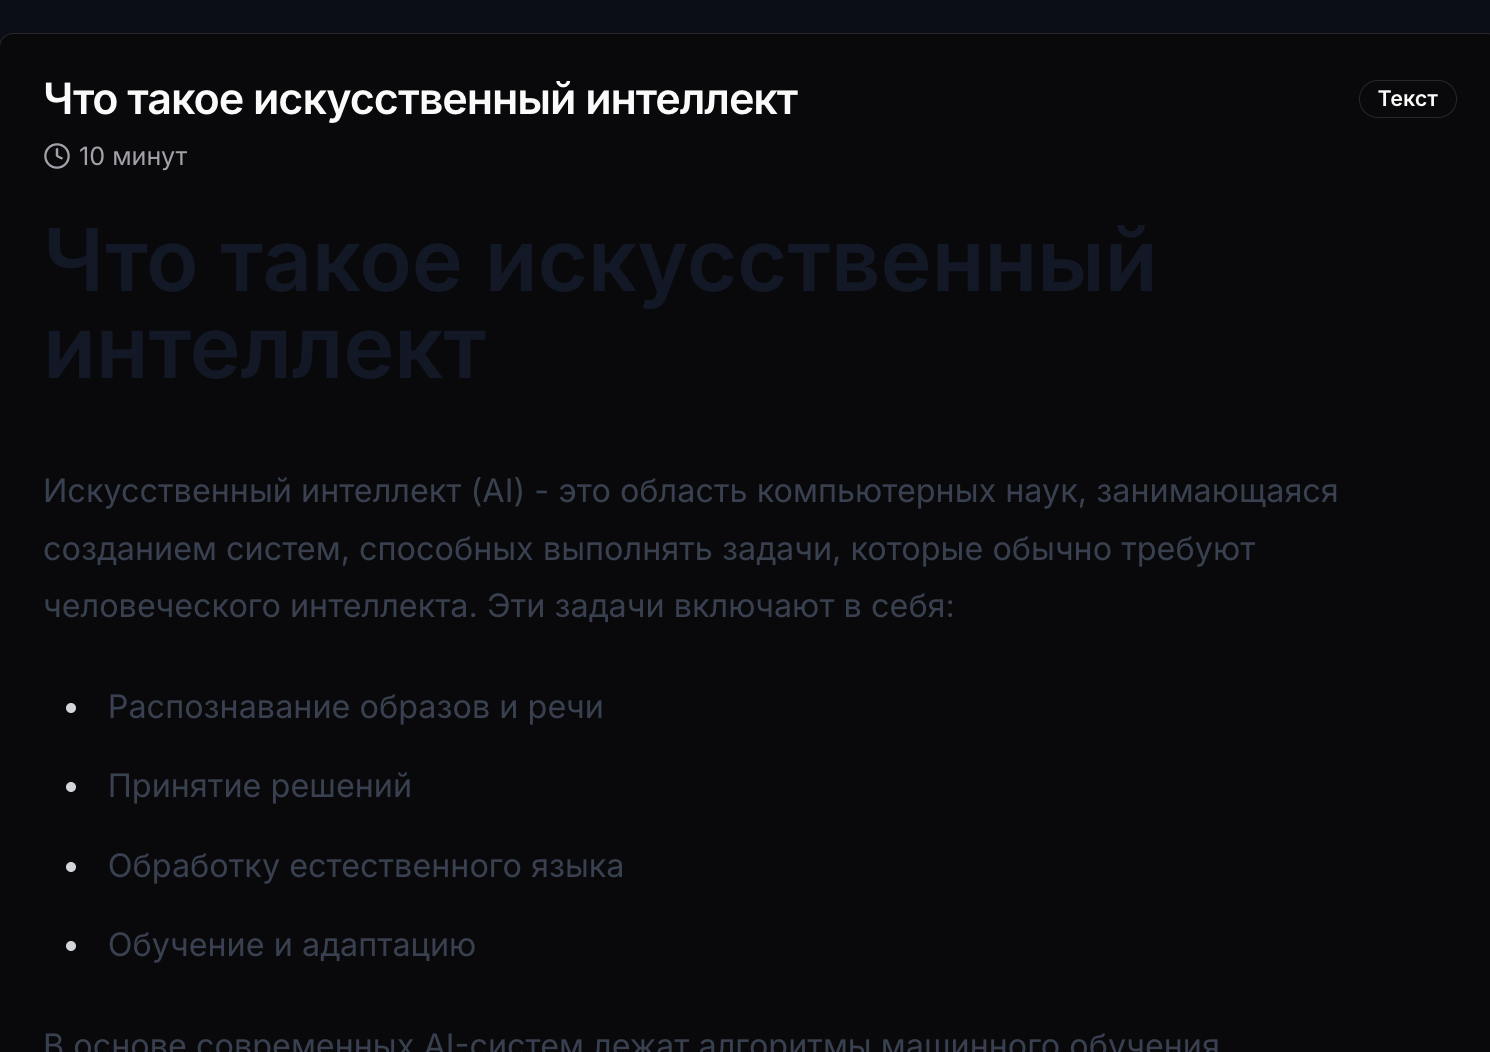 Что такое искусственный интеллект
Текст
10 минут
Что такое искусственный
интеллект
Искусственный интеллект (AI) - это область компьютерных наук, занимающаяся
созданием систем, способных выполнять задачи, которые обычно требуют
человеческого интеллекта. Эти задачи включают в себя:
• Распознавание образов и речи
• Принятие решений
• Обработку естественного языка
• Обучение и адаптацию
В основе современных AI-систем лежат алгоритмы машинного обучения